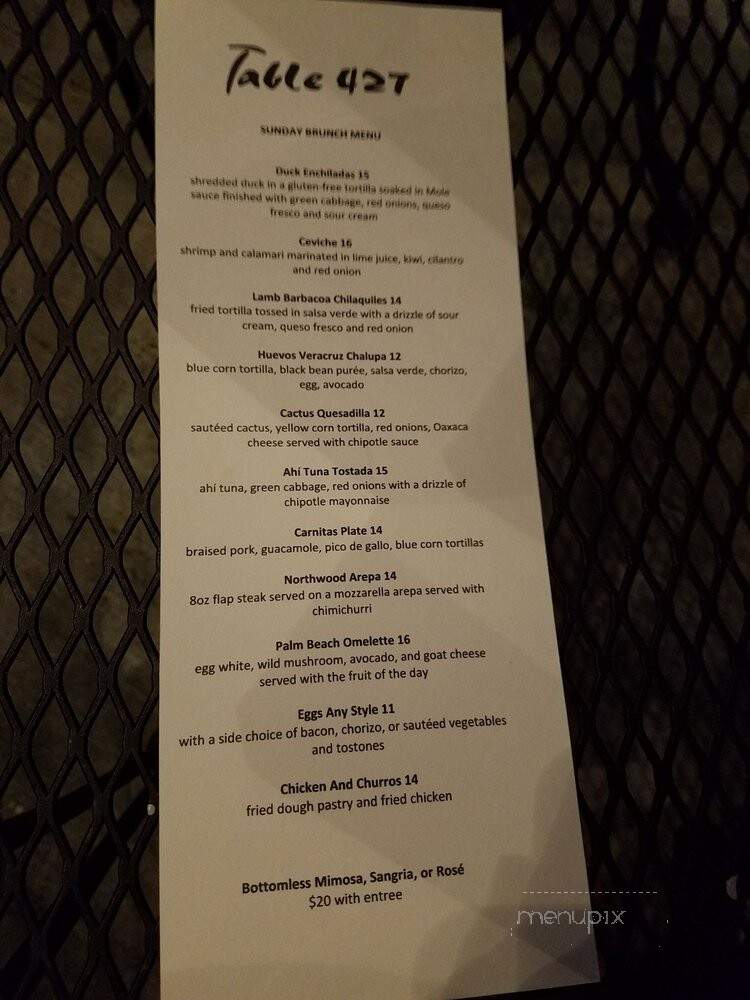 Table 427
SUNDAY BRUNCH MENU
Duck Enchiladas 15
shredded duck in a gluten-free tortilla soaked in Mole
sauce finished with green cabbage, red onions, queso
fresco and sour cream
Ceviche 16
shrimp and calamari marinated in lime juice, kiwi, cilantro
and red onion
Lamb Barbacoa Chilaquiles 14
fried tortilla tossed in salsa verde with a drizzle of sour
cream, queso fresco and red onion
Huevos Veracruz Chalupa 12
blue corn tortilla, black bean purée, salsa verde, chorizo,
egg, avocado
Cactus Quesadilla 12
sautéed cactus, yellow corn tortilla, red onions, Oaxaca
cheese served with chipotle sauce
Ahí Tuna Tostada 15
ahí tuna, green cabbage, red onions with a drizzle of
chipotle mayonnaise
Carnitas Plate 14
braised pork, guacamole, pico de gallo, blue corn tortillas
Northwood Arepa 14
8oz flap steak served on a mozzarella arepa served with
chimichurri
Palm Beach Omelette 16
egg white, wild mushroom, avocado, and goat cheese
served with the fruit of the day
Eggs Any Style 11
with a side choice of bacon, chorizo, or sautéed vegetables
and tostones
Chicken And Churros 14
fried dough pastry and fried chicken
Bottomless Mimosa, Sangria, or Rosé
$20 with entree
menupix